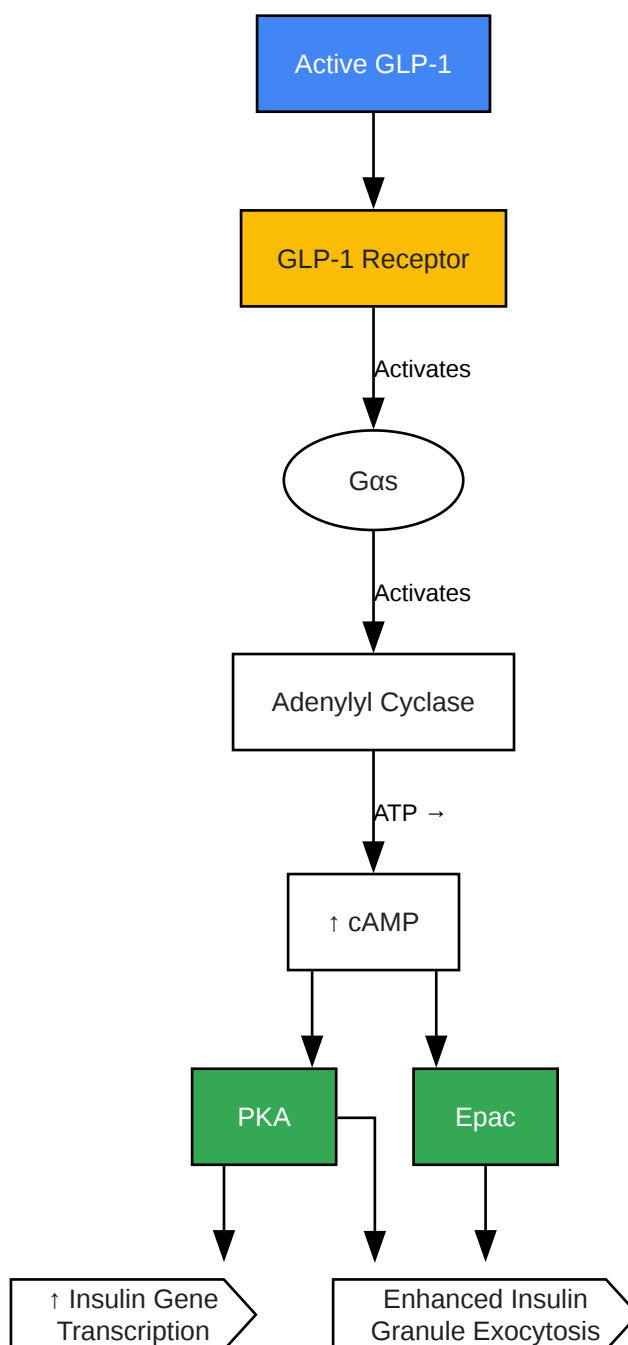 Active GLP-1
GLP-1 Receptor
Activates
Gαs
Activates
Adenylyl Cyclase
ATP →
↑ cAMP
PKA
Epac
↑ Insulin Gene
Transcription
Enhanced Insulin
Granule Exocytosis